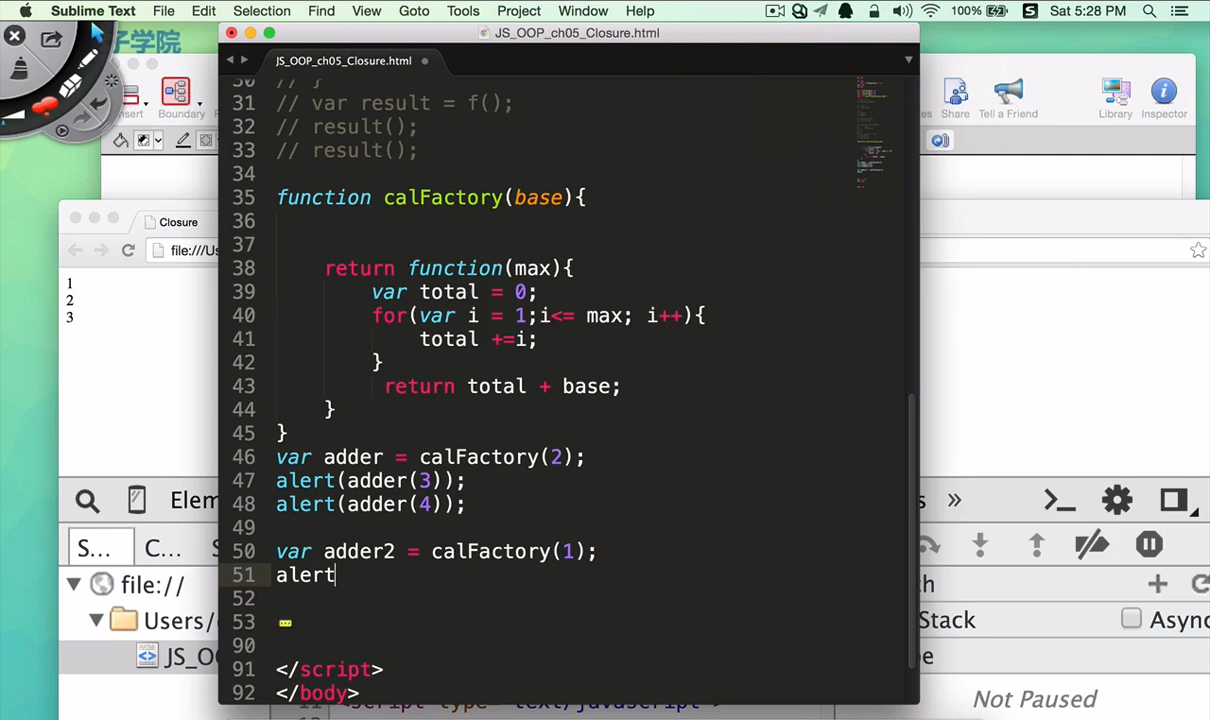 Sublime Text File Edit Selection Find View Goto Tools Project Window Help 100% Sat 5:28 PM
子学院
JS_OOP_ch05_Closure.html
JS_OOP_ch05_Closure.html
Boundary
Share Tell a Friend Library Inspector
Closure
1
2
3
30 // }
31 // var result = f();
32 // result();
33 // result();
34
35 function calFactory(base){
36
37
38 return function(max){
39 var total = 0;
40 for(var i = 1;i<= max; i++){
41 total +=i;
42 }
43 return total + base;
44 }
45 }
46 var adder = calFactory(2);
47 alert(adder(3));
48 alert(adder(4));
49
50 var adder2 = calFactory(1);
51 alert
52
53
90
91 </script>
92 </body>
Elem
S... C...
file://
Users/
JS_OO
Stack Async
Not Paused